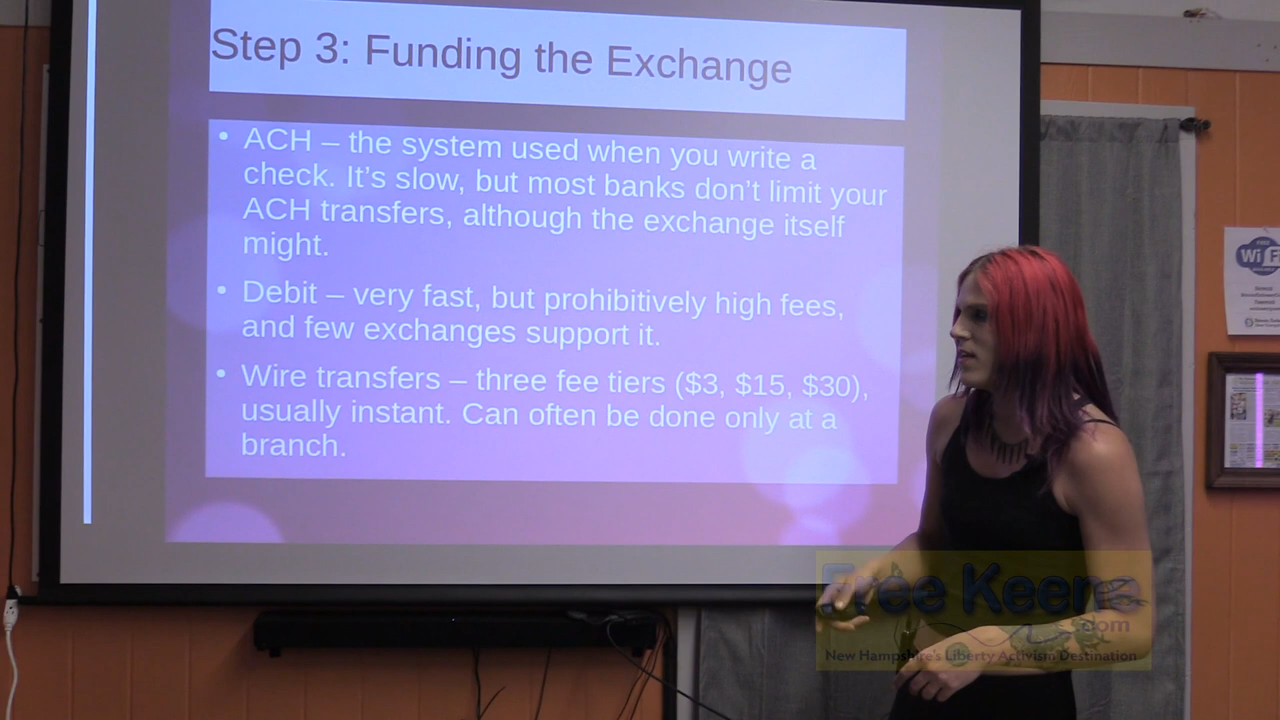 Step 3: Funding the Exchange
• ACH – the system used when you write a
check. It’s slow, but most banks don’t limit your
ACH transfers, although the exchange itself
might.
• Debit – very fast, but prohibitively high fees,
and few exchanges support it.
• Wire transfers – three fee tiers ($3, $15, $30),
usually instant. Can often be done only at a
branch.
FREE
Wi Fi
Free Keene
.com
New Hampshire's Liberty Activism Destination